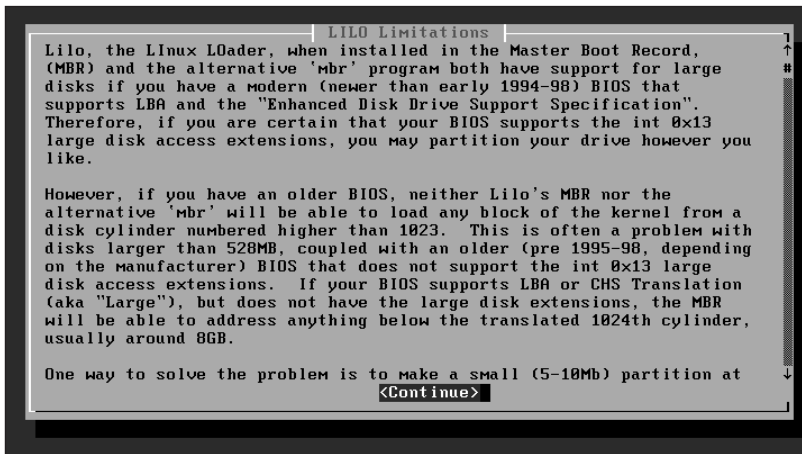 LILO Limitations
Lilo, the LInux LOader, when installed in the Master Boot Record,
(MBR) and the alternative `mbr' program both have support for large
disks if you have a modern (newer than early 1994-98) BIOS that
supports LBA and the "Enhanced Disk Drive Support Specification".
Therefore, if you are certain that your BIOS supports the int 0x13
large disk access extensions, you may partition your drive however you
like.
However, if you have an older BIOS, neither Lilo's MBR nor the
alternative `mbr' will be able to load any block of the kernel from a
disk cylinder numbered higher than 1023.  This is often a problem with
disks larger than 528MB, coupled with an older (pre 1995-98, depending
on the manufacturer) BIOS that does not support the int 0x13 large
disk access extensions.  If your BIOS supports LBA or CHS Translation
(aka "Large"), but does not have the large disk extensions, the MBR
will be able to address anything below the translated 1024th cylinder,
usually around 8GB.
One way to solve the problem is to make a small (5-10Mb) partition at
<Continue>